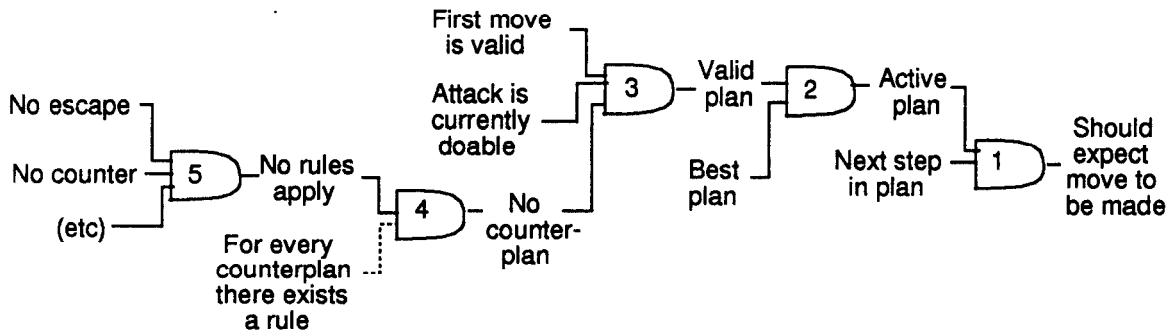 No escape
No counter
(etc)
5
No rules
apply
For every
counterplan
there exists
a rule
4
No
counter-
plan
First move
is valid
Attack is
currently
doable
3
Valid
plan
Best
plan
2
Active
plan
Next step
in plan
1
Should
expect
move to
be made